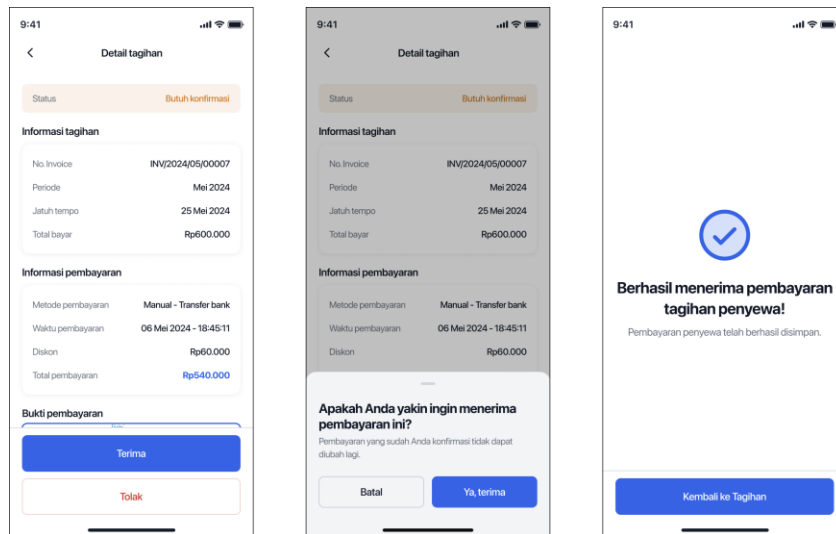 9:41
Detail tagihan
Status Butuh konfirmasi
Informasi tagihan
No. Invoice INV/2024/05/00007
Periode Mei 2024
Jatuh tempo 25 Mei 2024
Total bayar Rp600.000
Informasi pembayaran
Metode pembayaran Manual - Transfer bank
Waktu pembayaran 06 Mei 2024 - 18:45:11
Diskon Rp60.000
Total pembayaran Rp540.000
Bukti pembayaran
Terima
Tolak
9:41
Detail tagihan
Status Butuh konfirmasi
Informasi tagihan
No. Invoice INV/2024/05/00007
Periode Mei 2024
Jatuh tempo 25 Mei 2024
Total bayar Rp600.000
Informasi pembayaran
Metode pembayaran Manual - Transfer bank
Waktu pembayaran 06 Mei 2024 - 18:45:11
Diskon Rp60.000
Apakah Anda yakin ingin menerima
pembayaran ini?
Pembayaran yang sudah Anda konfirmasi tidak dapat
diubah lagi.
Batal Ya, terima
9:41
Berhasil menerima pembayaran
tagihan penyewa!
Pembayaran penyewa telah berhasil disimpan.
Kembali ke Tagihan